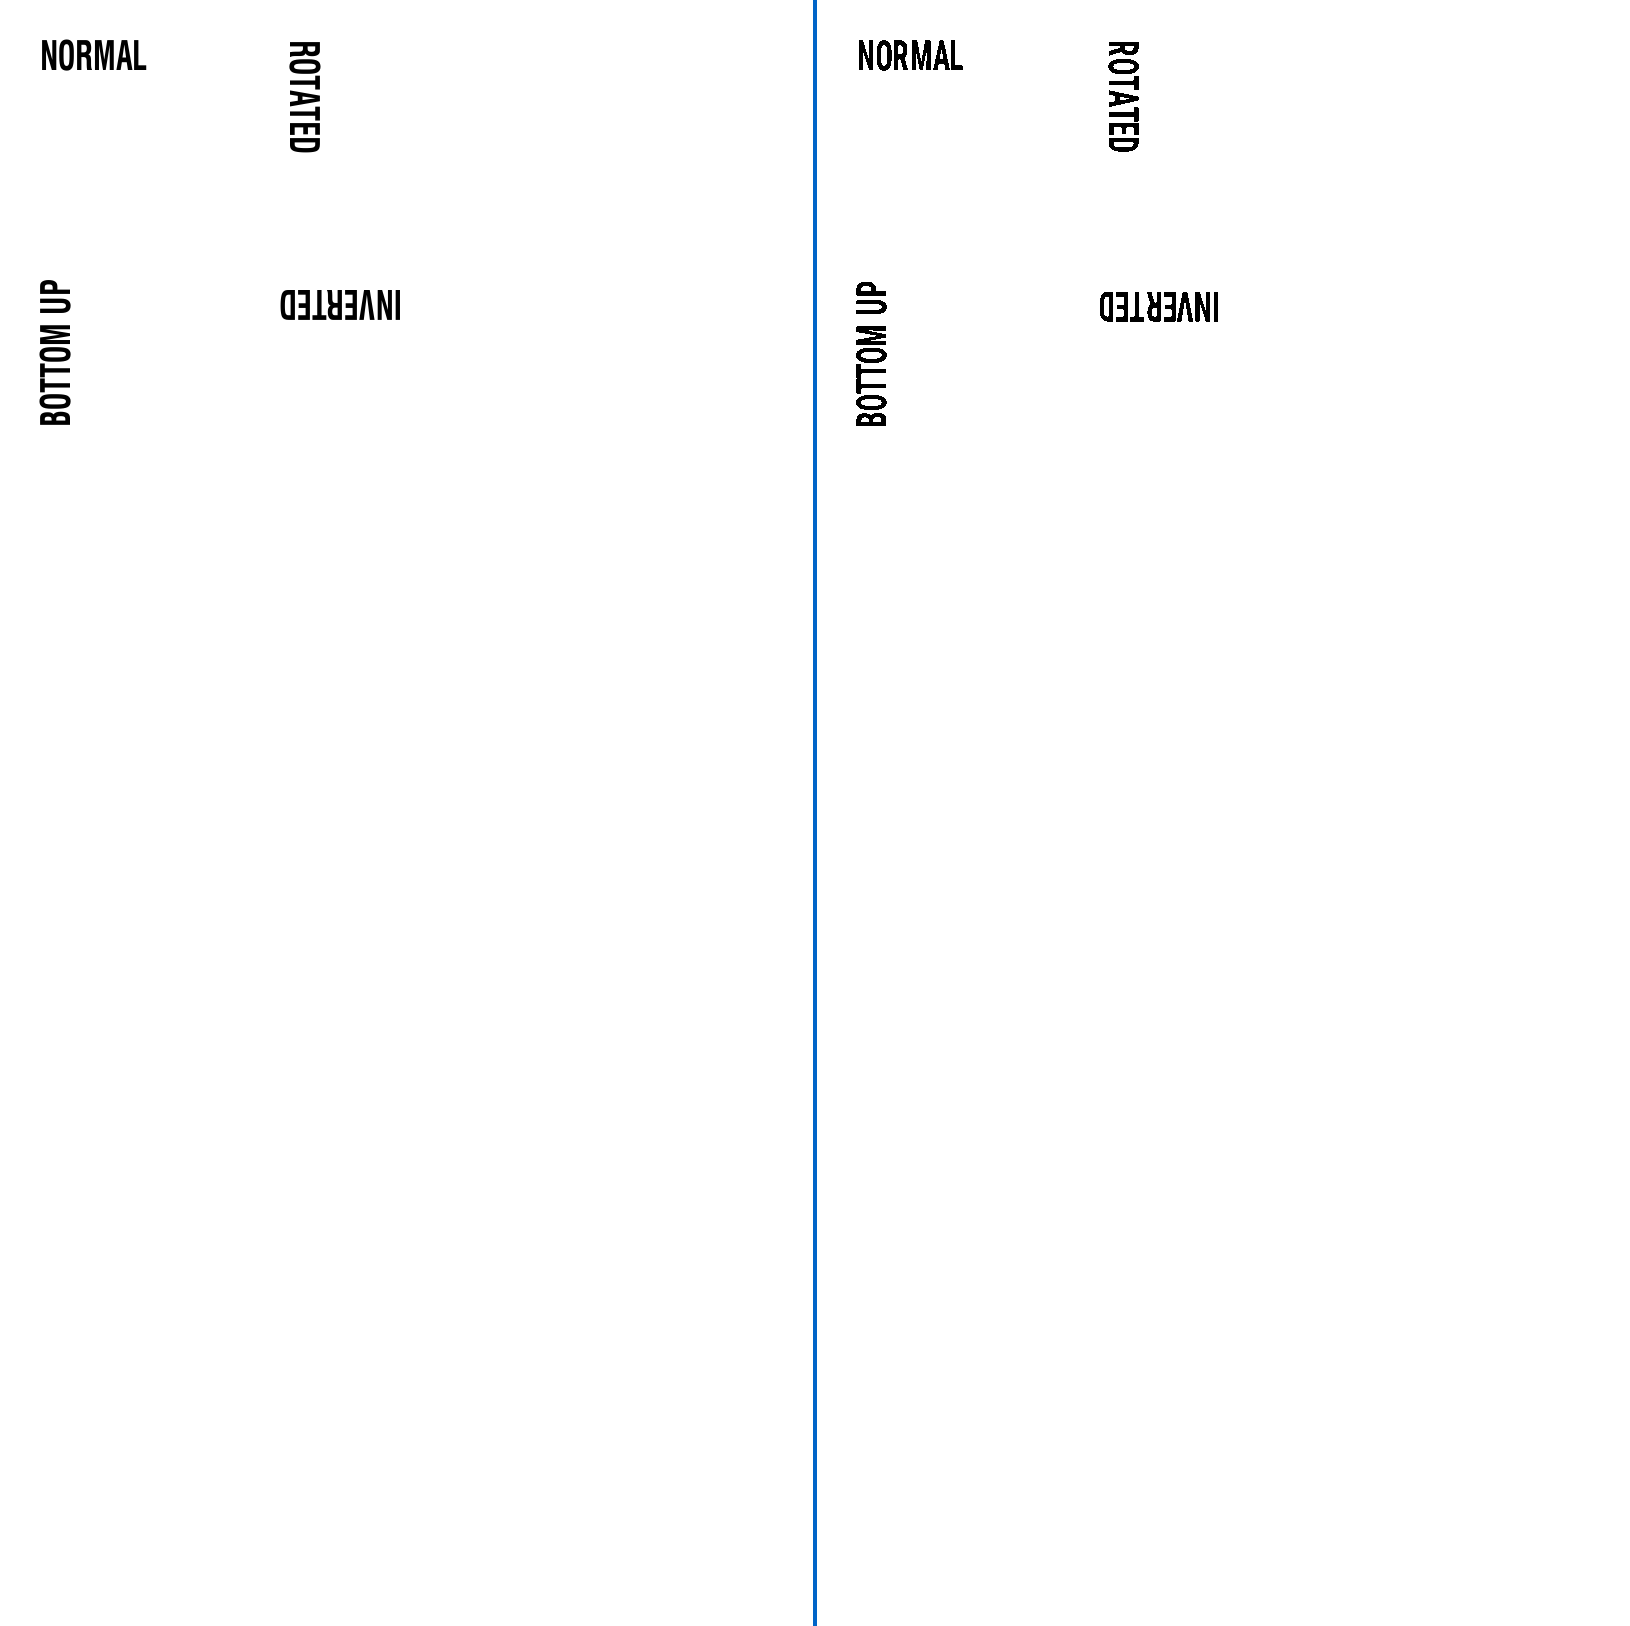 NORMAL
ROTATED
BOTTOM UP
INVERTED
NORMAL
ROTATED
BOTTOM UP
INVERTED